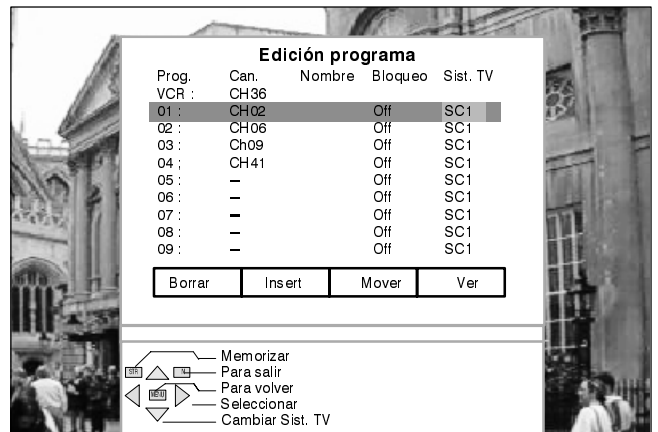 Edición programa
Prog. Can. Nombre Bloqueo Sist. TV
VCR : CH36
01 : CH02 Off SC1
02 : CH06 Off SC1
03 : Ch09 Off SC1
04 ; CH41 Off SC1
05 : – Off SC1
06 : – Off SC1
07 : – Off SC1
08 : – Off SC1
09 : – Off SC1
Borrar Insert Mover Ver
Memorizar
STR N Para salir
MENU Para volver
Seleccionar
Cambiar Sist. TV